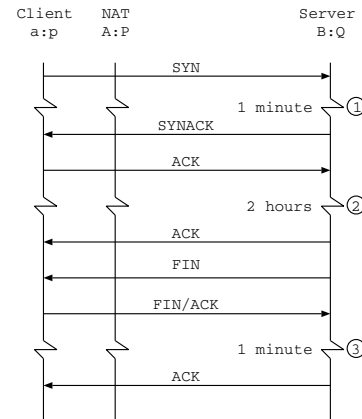 Client NAT Server
a:p A:P B:Q
SYN
1 minute 1
SYNACK
ACK
2 hours 2
ACK
FIN
FIN/ACK
1 minute 3
ACK